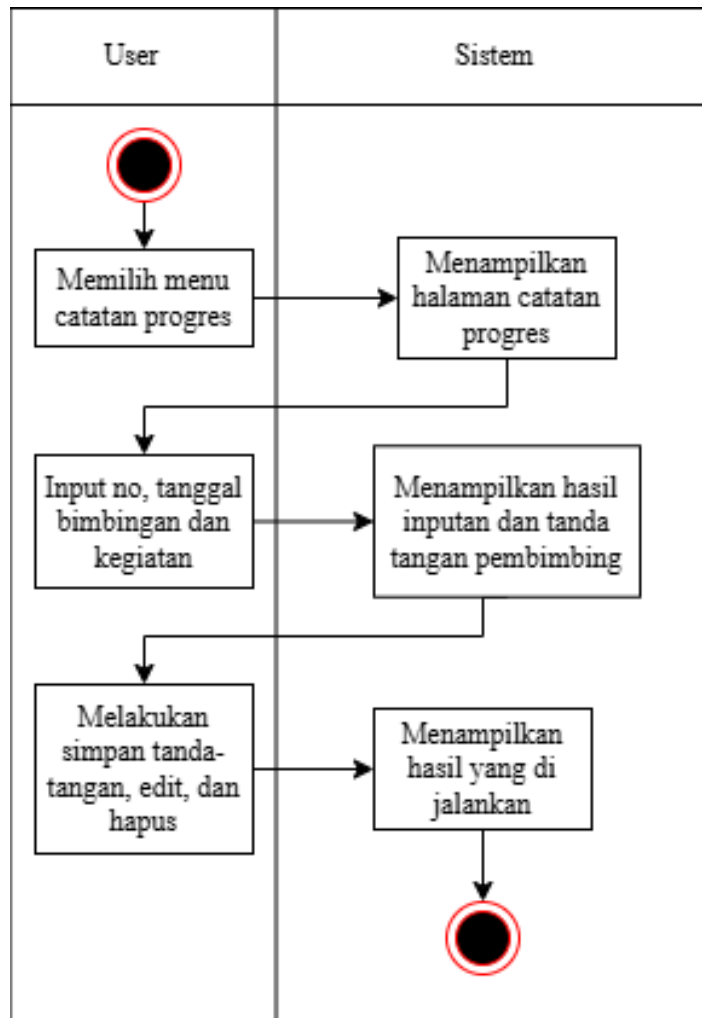 User
Sistem
Memilih menu
catatan progres
Menampilkan
halaman catatan
progres
Input no, tanggal
bimbingan dan
kegiatan
Menampilkan hasil
inputan dan tanda
tangan pembimbing
Melakukan
simpan tanda-
tangan, edit, dan
hapus
Menampilkan
hasil yang di
jalankan